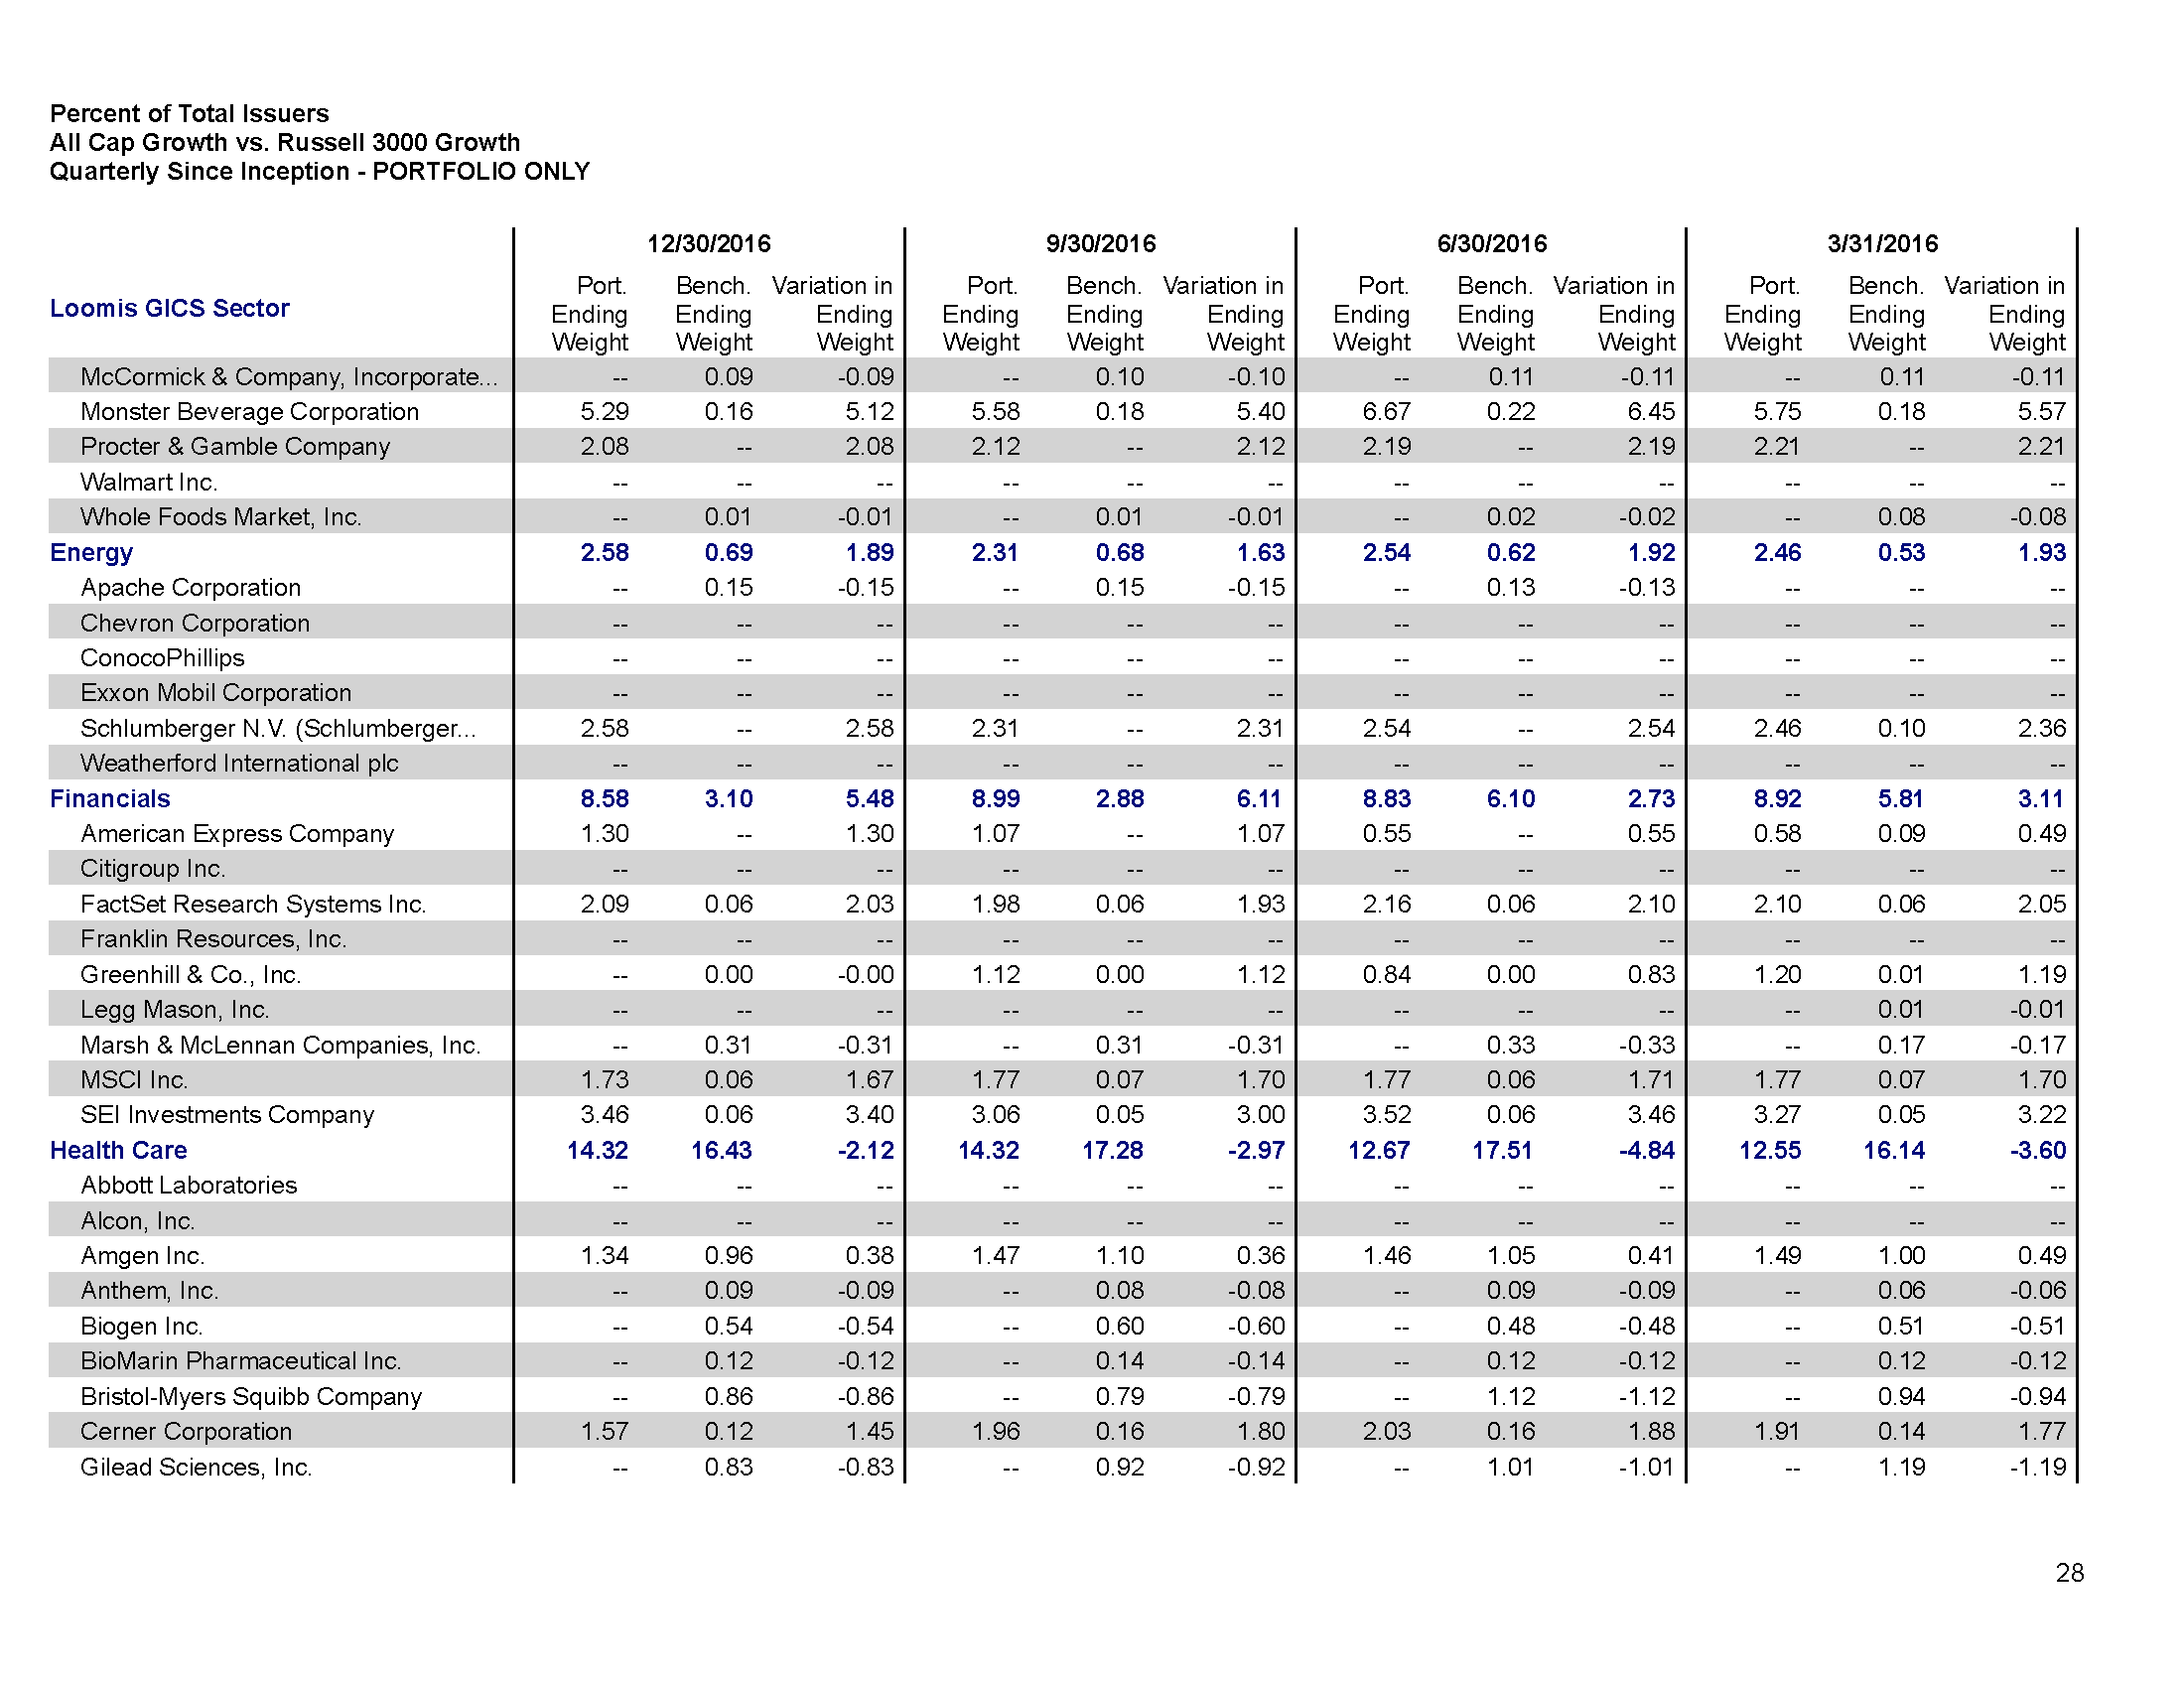 Percent of Total Issuers
All Cap Growth vs. Russell 3000 Growth
Quarterly Since Inception - PORTFOLIO ONLY
12/30/2016 9/30/2016 6/30/2016 3/31/2016
Loomis GICS Sector
Port. Bench. Variation in Port. Bench. Variation in Port. Bench. Variation in Port. Bench. Variation in
Ending Ending Ending Ending Ending Ending Ending Ending Ending Ending Ending Ending
Weight Weight Weight Weight Weight Weight Weight Weight Weight Weight Weight Weight
McCormick & Company, Incorporate... -- 0.09 -0.09 -- 0.10 -0.10 -- 0.11 -0.11 -- 0.11 -0.11
Monster Beverage Corporation 5.29 0.16 5.12 5.58 0.18 5.40 6.67 0.22 6.45 5.75 0.18 5.57
Procter & Gamble Company 2.08 -- 2.08 2.12 -- 2.12 2.19 -- 2.19 2.21 -- 2.21
Walmart Inc. -- -- -- -- -- -- -- -- -- -- -- --
Whole Foods Market, Inc. -- 0.01 -0.01 -- 0.01 -0.01 -- 0.02 -0.02 -- 0.08 -0.08
Energy 2.58 0.69 1.89 2.31 0.68 1.63 2.54 0.62 1.92 2.46 0.53 1.93
Apache Corporation -- 0.15 -0.15 -- 0.15 -0.15 -- 0.13 -0.13 -- -- --
Chevron Corporation -- -- -- -- -- -- -- -- -- -- -- --
ConocoPhillips -- -- -- -- -- -- -- -- -- -- -- --
Exxon Mobil Corporation -- -- -- -- -- -- -- -- -- -- -- --
Schlumberger N.V. (Schlumberger... 2.58 -- 2.58 2.31 -- 2.31 2.54 -- 2.54 2.46 0.10 2.36
Weatherford International plc -- -- -- -- -- -- -- -- -- -- -- --
Financials 8.58 3.10 5.48 8.99 2.88 6.11 8.83 6.10 2.73 8.92 5.81 3.11
American Express Company 1.30 -- 1.30 1.07 -- 1.07 0.55 -- 0.55 0.58 0.09 0.49
Citigroup Inc. -- -- -- -- -- -- -- -- -- -- -- --
FactSet Research Systems Inc. 2.09 0.06 2.03 1.98 0.06 1.93 2.16 0.06 2.10 2.10 0.06 2.05
Franklin Resources, Inc. -- -- -- -- -- -- -- -- -- -- -- --
Greenhill & Co., Inc. -- 0.00 -0.00 1.12 0.00 1.12 0.84 0.00 0.83 1.20 0.01 1.19
Legg Mason, Inc. -- -- -- -- -- -- -- -- -- -- 0.01 -0.01
Marsh & McLennan Companies, Inc. -- 0.31 -0.31 -- 0.31 -0.31 -- 0.33 -0.33 -- 0.17 -0.17
MSCI Inc. 1.73 0.06 1.67 1.77 0.07 1.70 1.77 0.06 1.71 1.77 0.07 1.70
SEI Investments Company 3.46 0.06 3.40 3.06 0.05 3.00 3.52 0.06 3.46 3.27 0.05 3.22
Health Care 14.32 16.43 -2.12 14.32 17.28 -2.97 12.67 17.51 -4.84 12.55 16.14 -3.60
Abbott Laboratories -- -- -- -- -- -- -- -- -- -- -- --
Alcon, Inc. -- -- -- -- -- -- -- -- -- -- -- --
Amgen Inc. 1.34 0.96 0.38 1.47 1.10 0.36 1.46 1.05 0.41 1.49 1.00 0.49
Anthem, Inc. -- 0.09 -0.09 -- 0.08 -0.08 -- 0.09 -0.09 -- 0.06 -0.06
Biogen Inc. -- 0.54 -0.54 -- 0.60 -0.60 -- 0.48 -0.48 -- 0.51 -0.51
BioMarin Pharmaceutical Inc. -- 0.12 -0.12 -- 0.14 -0.14 -- 0.12 -0.12 -- 0.12 -0.12
Bristol-Myers Squibb Company -- 0.86 -0.86 -- 0.79 -0.79 -- 1.12 -1.12 -- 0.94 -0.94
Cerner Corporation 1.57 0.12 1.45 1.96 0.16 1.80 2.03 0.16 1.88 1.91 0.14 1.77
Gilead Sciences, Inc. -- 0.83 -0.83 -- 0.92 -0.92 -- 1.01 -1.01 -- 1.19 -1.19
28